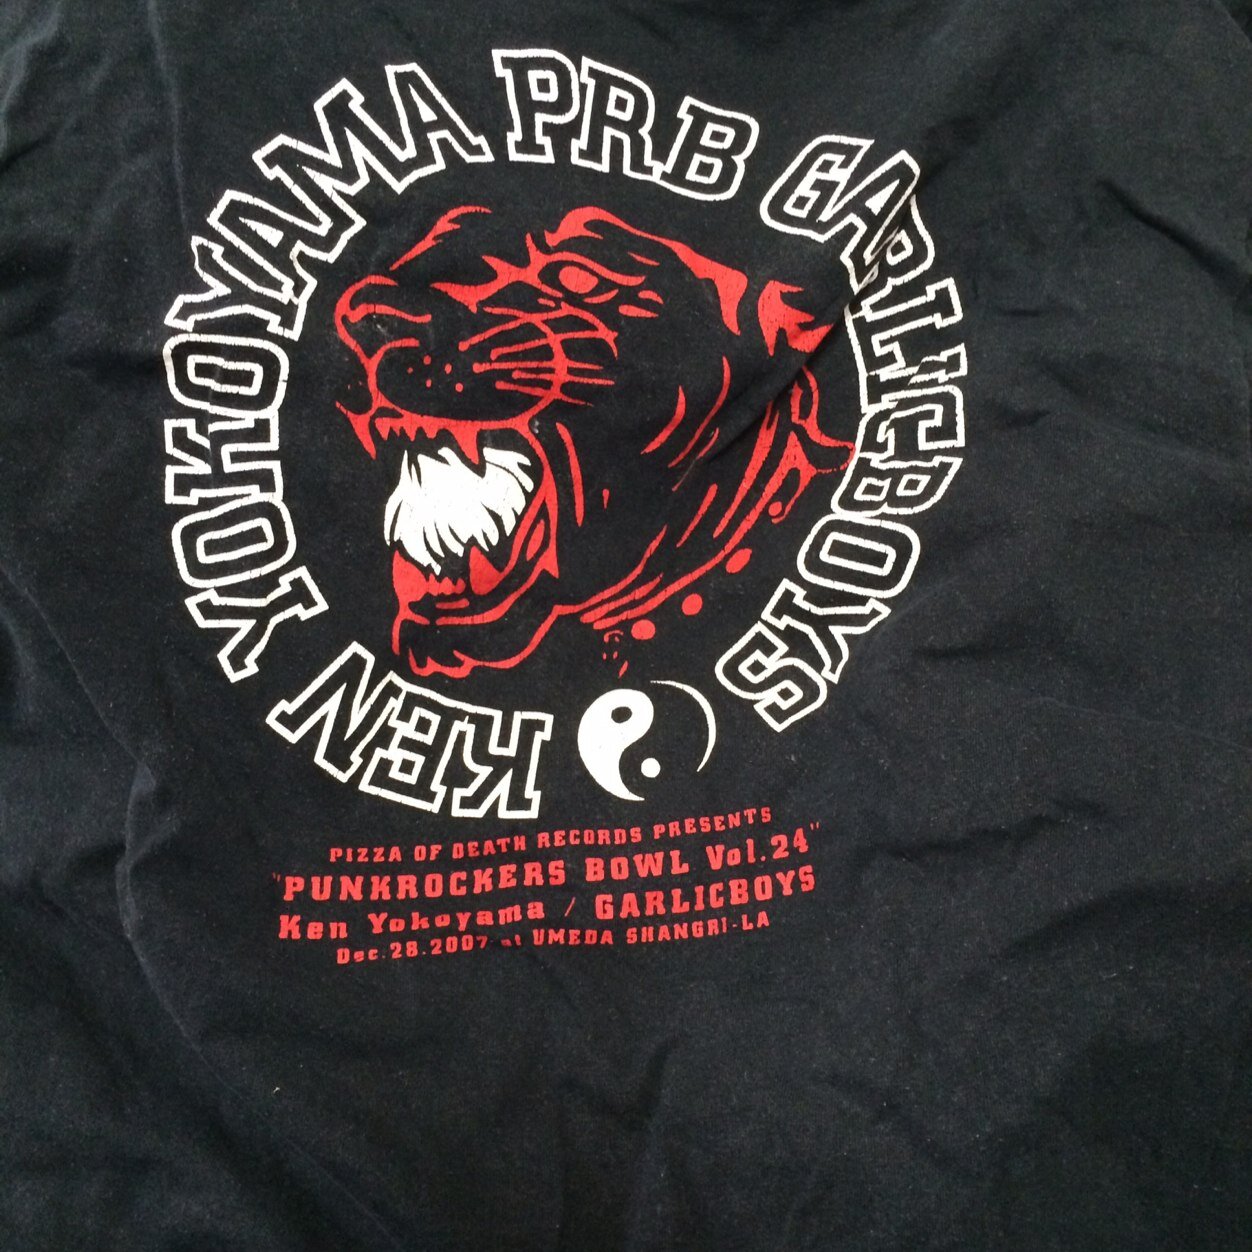 KEN YOKOYAMA PRB GARLICBOYS
PIZZA OF DEATH RECORDS PRESENTS
"PUNKROCKERS BOWL Vol.24"
Ken Yokoyama / GARLICBOYS
Dec.28.2007 at UMEDA SHANGRI-LA